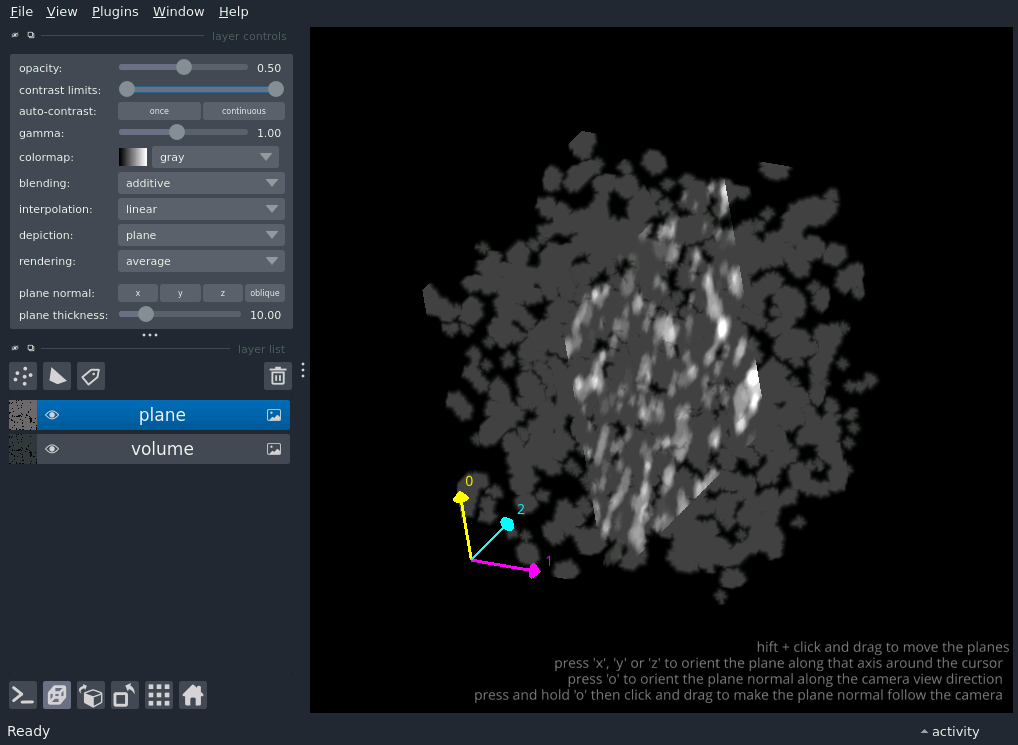 File View Plugins Window Help
layer controls
opacity: 0.50
contrast limits:
auto-contrast: once continuous
gamma: 1.00
colormap: gray
blending: additive
interpolation: linear
depiction: plane
rendering: average
plane normal: x y z oblique
plane thickness: 10.00
layer list
plane
volume
0
2
1
hift + click and drag to move the planes
press 'x', 'y' or 'z' to orient the plane along that axis around the cursor
press 'o' to orient the plane normal along the camera view direction
press and hold 'o' then click and drag to make the plane normal follow the camera
Ready activity